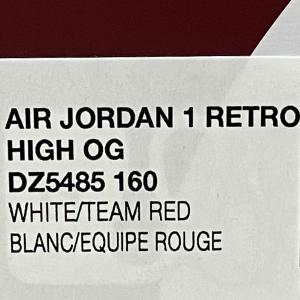 AIR JORDAN 1 RETRO
HIGH OG
DZ5485 160
WHITE/TEAM RED
BLANC/EQUIPE ROUGE